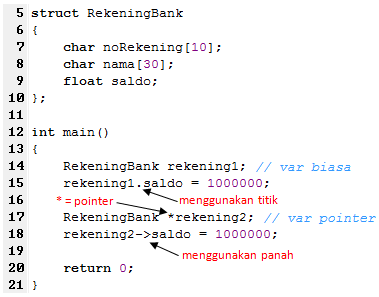 5 struct RekeningBank
6 {
7 char noRekening[10];
8 char nama[30];
9 float saldo;
10 };
11
12 int main()
13 {
14 RekeningBank rekening1; // var biasa
15 rekening1.saldo = 1000000;
16 * = pointer menggunakan titik
17 RekeningBank *rekening2; // var pointer
18 rekening2->saldo = 1000000;
19 menggunakan panah
20 return 0;
21 }